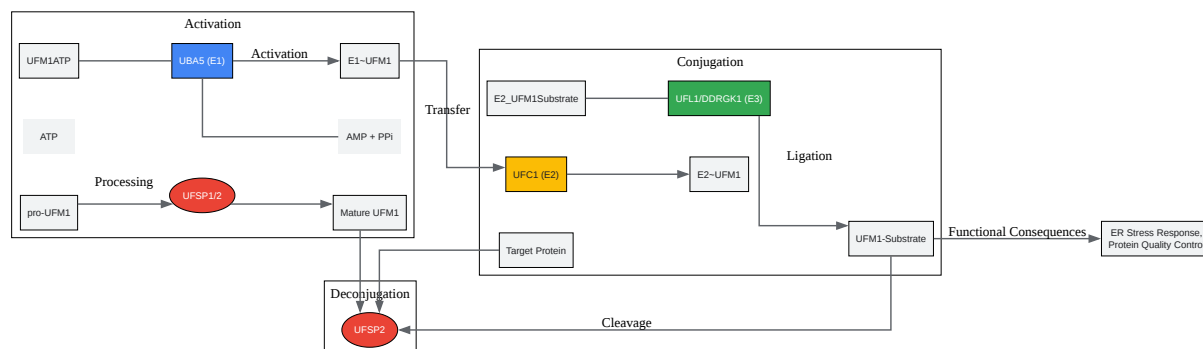 Activation
UFM1ATP
UBA5 (E1)
Activation
E1~UFM1
ATP
AMP + PPi
Processing
pro-UFM1
UFSP1/2
Mature UFM1
Transfer
Conjugation
E2_UFM1Substrate
UFL1/DDRGK1 (E3)
Ligation
UFC1 (E2)
E2~UFM1
Target Protein
UFM1-Substrate
Functional Consequences
ER Stress Response,
Protein Quality Contro
Deconjugation
UFSP2
Cleavage